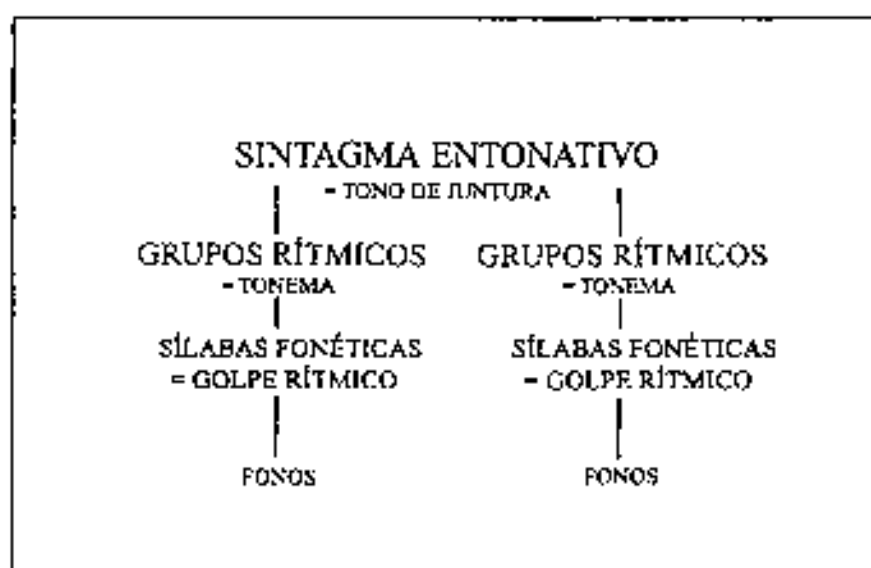 SINTAGMA ENTONATIVO
= TONO DE JUNTURA
GRUPOS RÍTMICOS GRUPOS RÍTMICOS
= TONEMA = TONEMA
SÍLABAS FONÉTICAS SÍLABAS FONÉTICAS
= GOLPE RÍTMICO = GOLPE RÍTMICO
FONOS FONOS